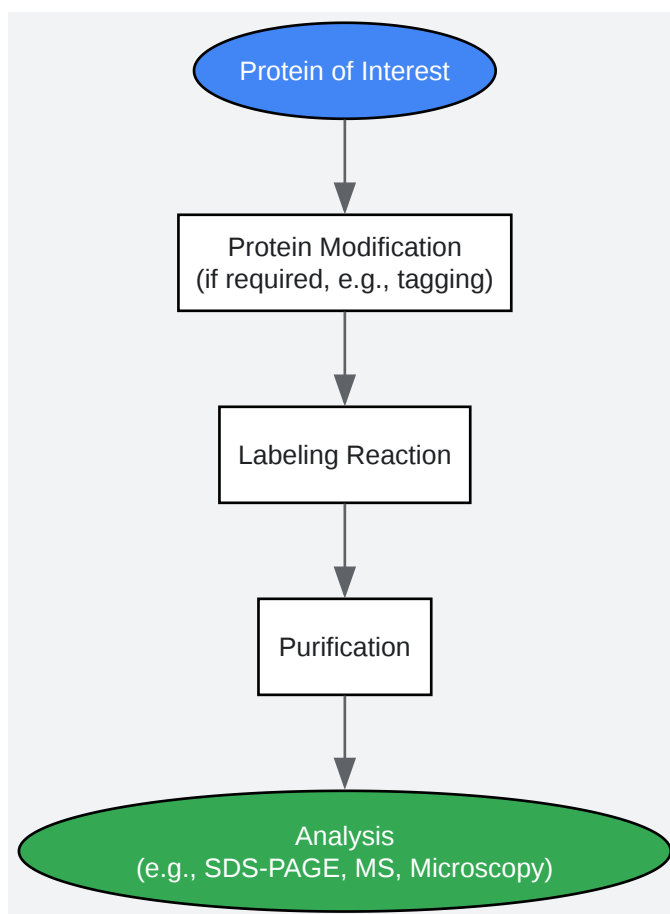 Protein of Interest
Protein Modification
(if required, e.g., tagging)
Labeling Reaction
Purification
Analysis
(e.g., SDS-PAGE, MS, Microscopy)